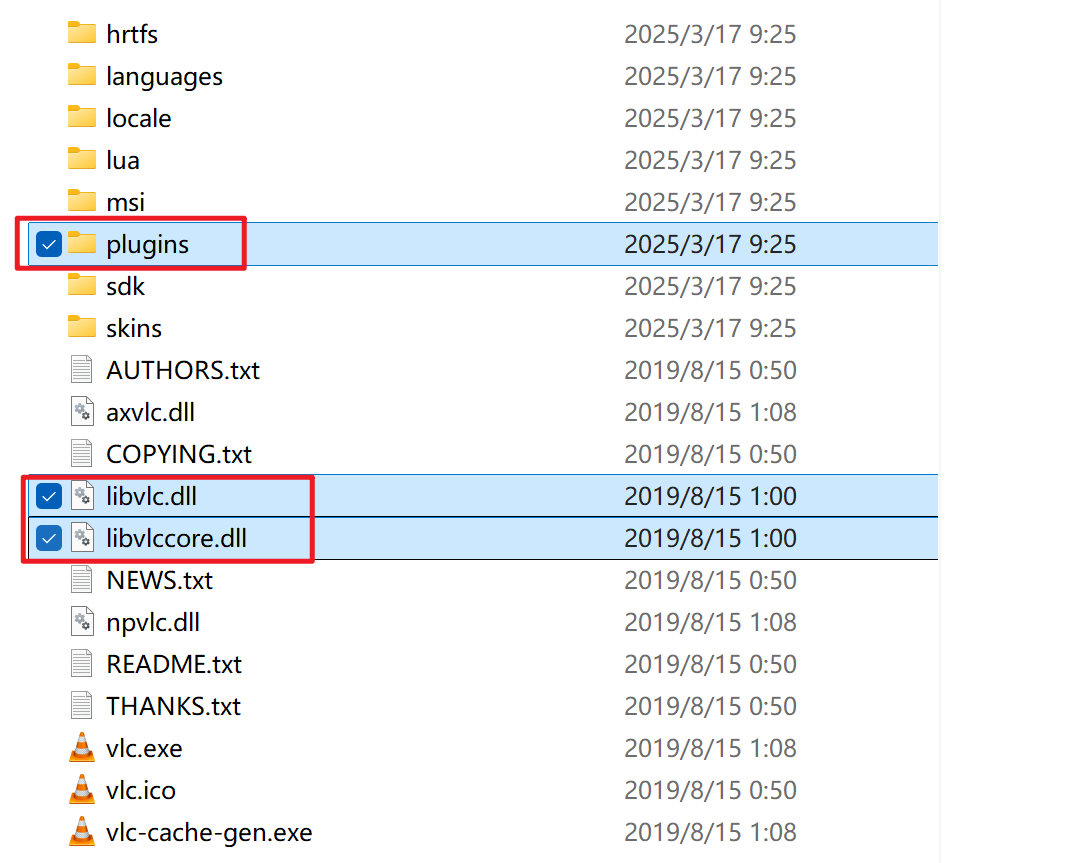 hrtfs 2025/3/17 9:25
languages 2025/3/17 9:25
locale 2025/3/17 9:25
lua 2025/3/17 9:25
msi 2025/3/17 9:25
plugins 2025/3/17 9:25
sdk 2025/3/17 9:25
skins 2025/3/17 9:25
AUTHORS.txt 2019/8/15 0:50
axvlc.dll 2019/8/15 1:08
COPYING.txt 2019/8/15 0:50
libvlc.dll 2019/8/15 1:00
libvlccore.dll 2019/8/15 1:00
NEWS.txt 2019/8/15 0:50
npvlc.dll 2019/8/15 1:08
README.txt 2019/8/15 0:50
THANKS.txt 2019/8/15 0:50
vlc.exe 2019/8/15 1:08
vlc.ico 2019/8/15 0:50
vlc-cache-gen.exe 2019/8/15 1:08